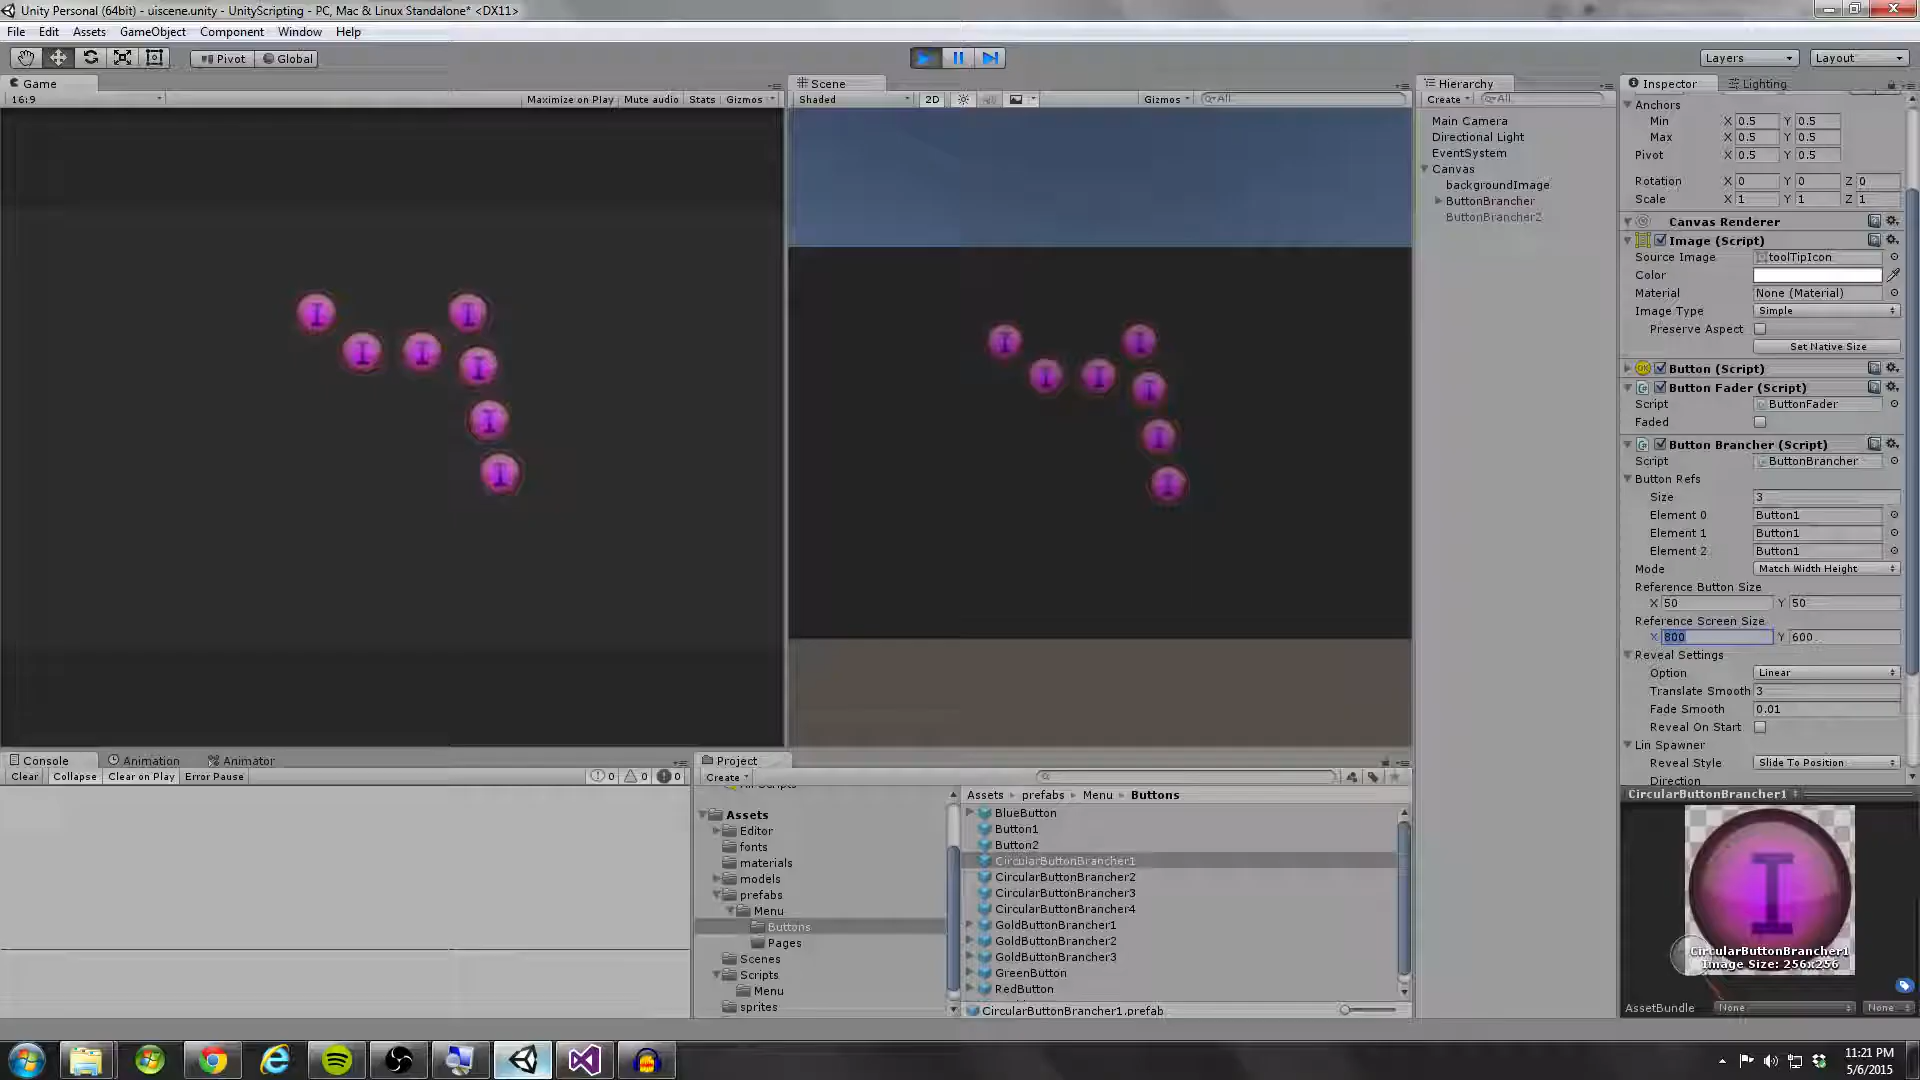 Unity Personal (64bit) - uiscene.unity - UnityScripting - PC, Mac & Linux Standalone* <DX11>
File Edit Assets GameObject Component Window Help
Pivot Global Layers Layout
Game Scene Hierarchy Inspector Lighting
16:9 Maximize on Play Mute audio Stats Gizmos Shaded 2D Gizmos All Create All
Anchors
Min X 0.5 Y 0.5
Max X 0.5 Y 0.5
Pivot X 0.5 Y 0.5
Rotation X 0 Y 0 Z 0
Scale X 1 Y 1 Z 1
Main Camera
Directional Light
EventSystem
Canvas
backgroundImage
ButtonBrancher
ButtonBrancher2
Canvas Renderer
Image (Script)
Source Image toolTipIcon
Color
Material None (Material)
Image Type Simple
Preserve Aspect
Set Native Size
Button (Script)
Button Fader (Script)
Script ButtonFader
Faded
Button Brancher (Script)
Script ButtonBrancher
Button Refs
Size 3
Element 0 Button1
Element 1 Button1
Element 2 Button1
Mode Match Width Height
Reference Button Size
X 50 Y 50
Reference Screen Size
X 800 Y 600
Reveal Settings
Option Linear
Translate Smooth 3
Fade Smooth 0.01
Reveal On Start
Lin Spawner
Reveal Style Slide To Position
Direction
I I I I I I I
I I I I I I I
Console Animation Animator
Clear Collapse Clear on Play Error Pause 0 0 0
Project
Create
Assets
Editor
fonts
materials
models
prefabs
Menu
Buttons
Pages
Scenes
Scripts
Menu
sprites
Assets prefabs Menu Buttons
BlueButton
Button1
Button2
CircularButtonBrancher1
CircularButtonBrancher2
CircularButtonBrancher3
CircularButtonBrancher4
GoldButtonBrancher1
GoldButtonBrancher2
GoldButtonBrancher3
GreenButton
RedButton
CircularButtonBrancher1.prefab
CircularButtonBrancher1
I
CircularButtonBrancher1
Image Size: 256x256
AssetBundle None None
11:21 PM
5/6/2015